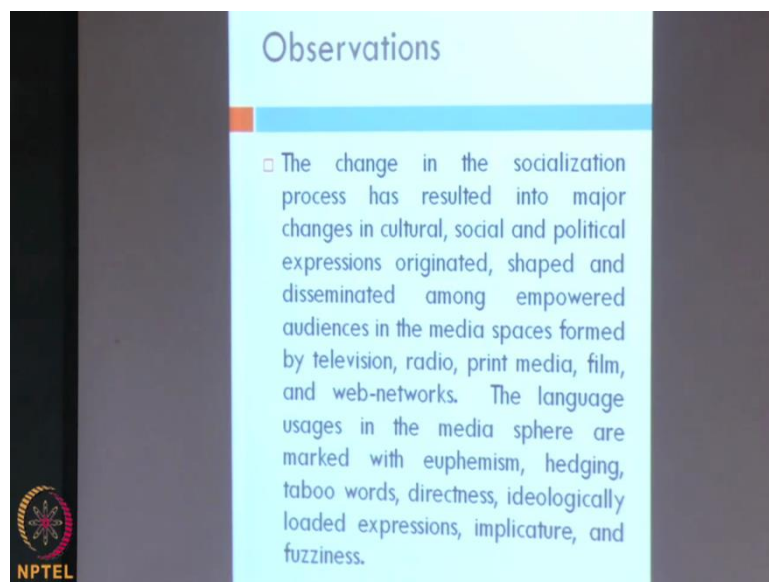 Observations
The change in the socialization
process has resulted into major
changes in cultural, social and political
expressions originated, shaped and
disseminated among empowered
audiences in the media spaces formed
by television, radio, print media, film,
and web-networks. The language
usages in the media sphere are
marked with euphemism, hedging,
taboo words, directness, ideologically
loaded expressions, implicature, and
fuzziness.
NPTEL